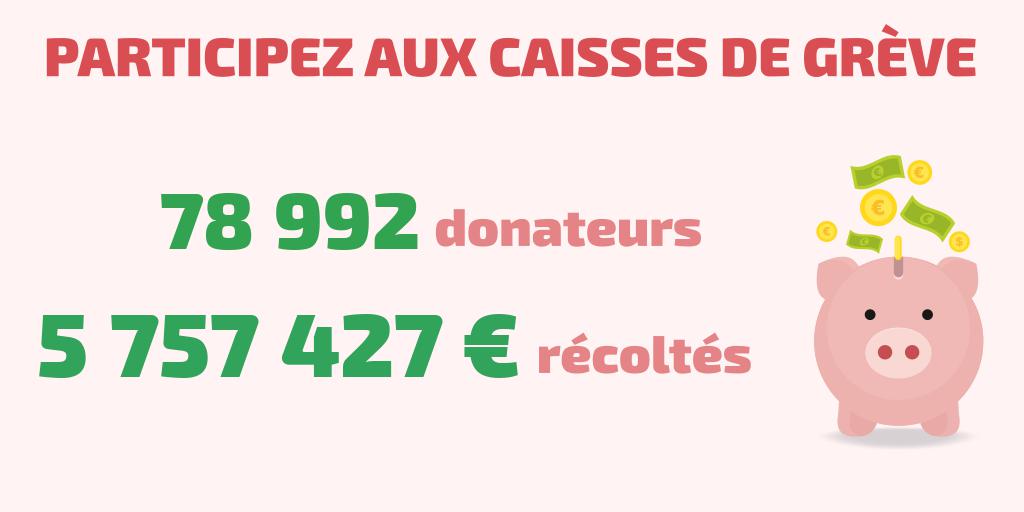 PARTICIPEZ AUX CAISSES DE GRÈVE
78 992 donateurs
5 757 427 € récoltés